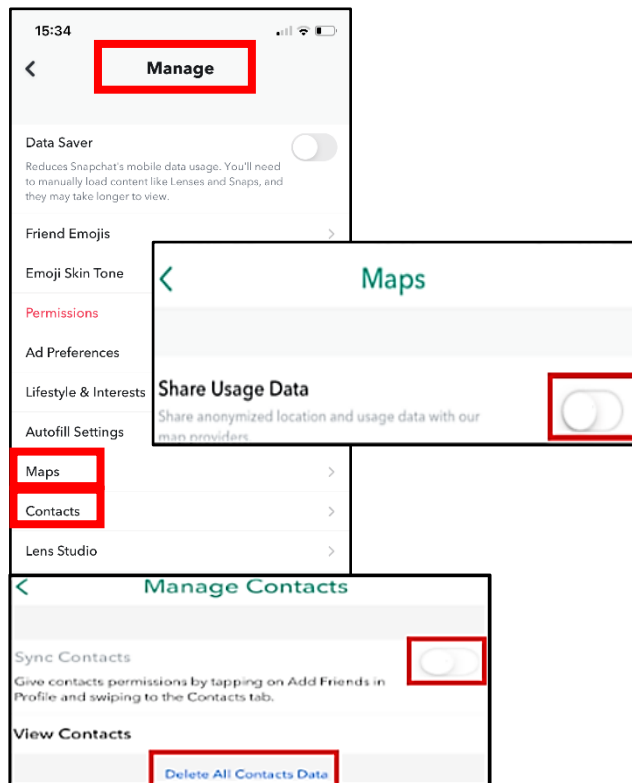 15:34
Manage
Data Saver
Reduces Snapchat's mobile data usage. You'll need
to manually load content like Lenses and Snaps, and
they may take longer to view.
Friend Emojis
Emoji Skin Tone
Permissions
Ad Preferences
Lifestyle & Interests
Autofill Settings
Maps
Contacts
Lens Studio
Maps
Share Usage Data
Share anonymized location and usage data with our
map providers
Manage Contacts
Sync Contacts
Give contacts permissions by tapping on Add Friends in
Profile and swiping to the Contacts tab.
View Contacts
Delete All Contacts Data